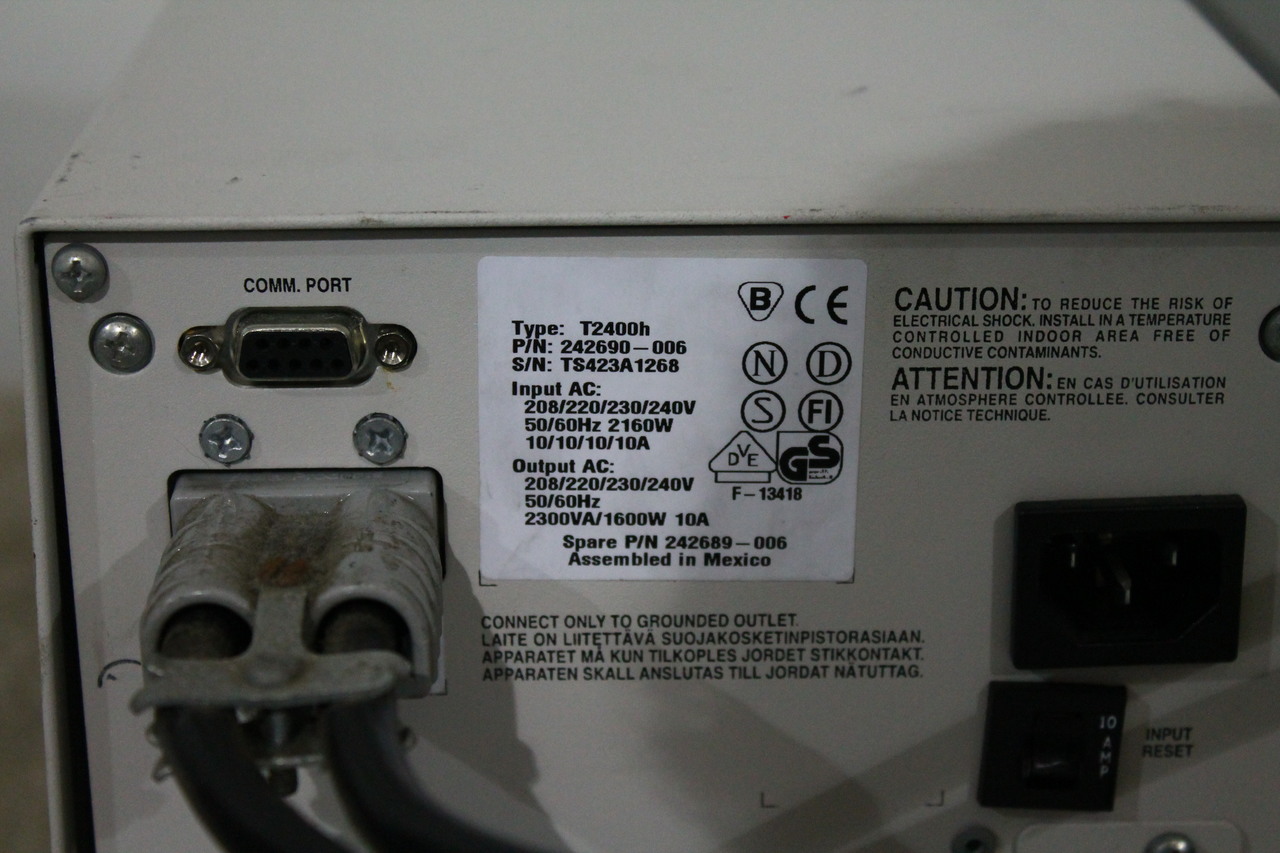 COMM. PORT
Type: T2400h
P/N: 242690-006
S/N: TS423A1268
Input AC:
208/220/230/240V
50/60Hz 2160W
10/10/10/10A
Output AC:
208/220/230/240V
50/60Hz
2300VA/1600W 10A
Spare P/N 242689-006
Assembled in Mexico
B CE
N D
S FI
DVE GS
F-13418
CAUTION: TO REDUCE THE RISK OF
ELECTRICAL SHOCK. INSTALL IN A TEMPERATURE
CONTROLLED INDOOR AREA FREE OF
CONDUCTIVE CONTAMINANTS.
ATTENTION: EN CAS D'UTILISATION
EN ATMOSPHERE CONTROLLEE. CONSULTER
LA NOTICE TECHNIQUE.
CONNECT ONLY TO GROUNDED OUTLET.
LAITE ON LIITETTÄVÄ SUOJAKOSKETINPISTORASIAAN.
APPARATET MÅ KUN TILKOPLES JORDET STIKKONTAKT.
APPARATEN SKALL ANSLUTAS TILL JORDAT NÄTUTTAG.
10 AMP
INPUT
RESET